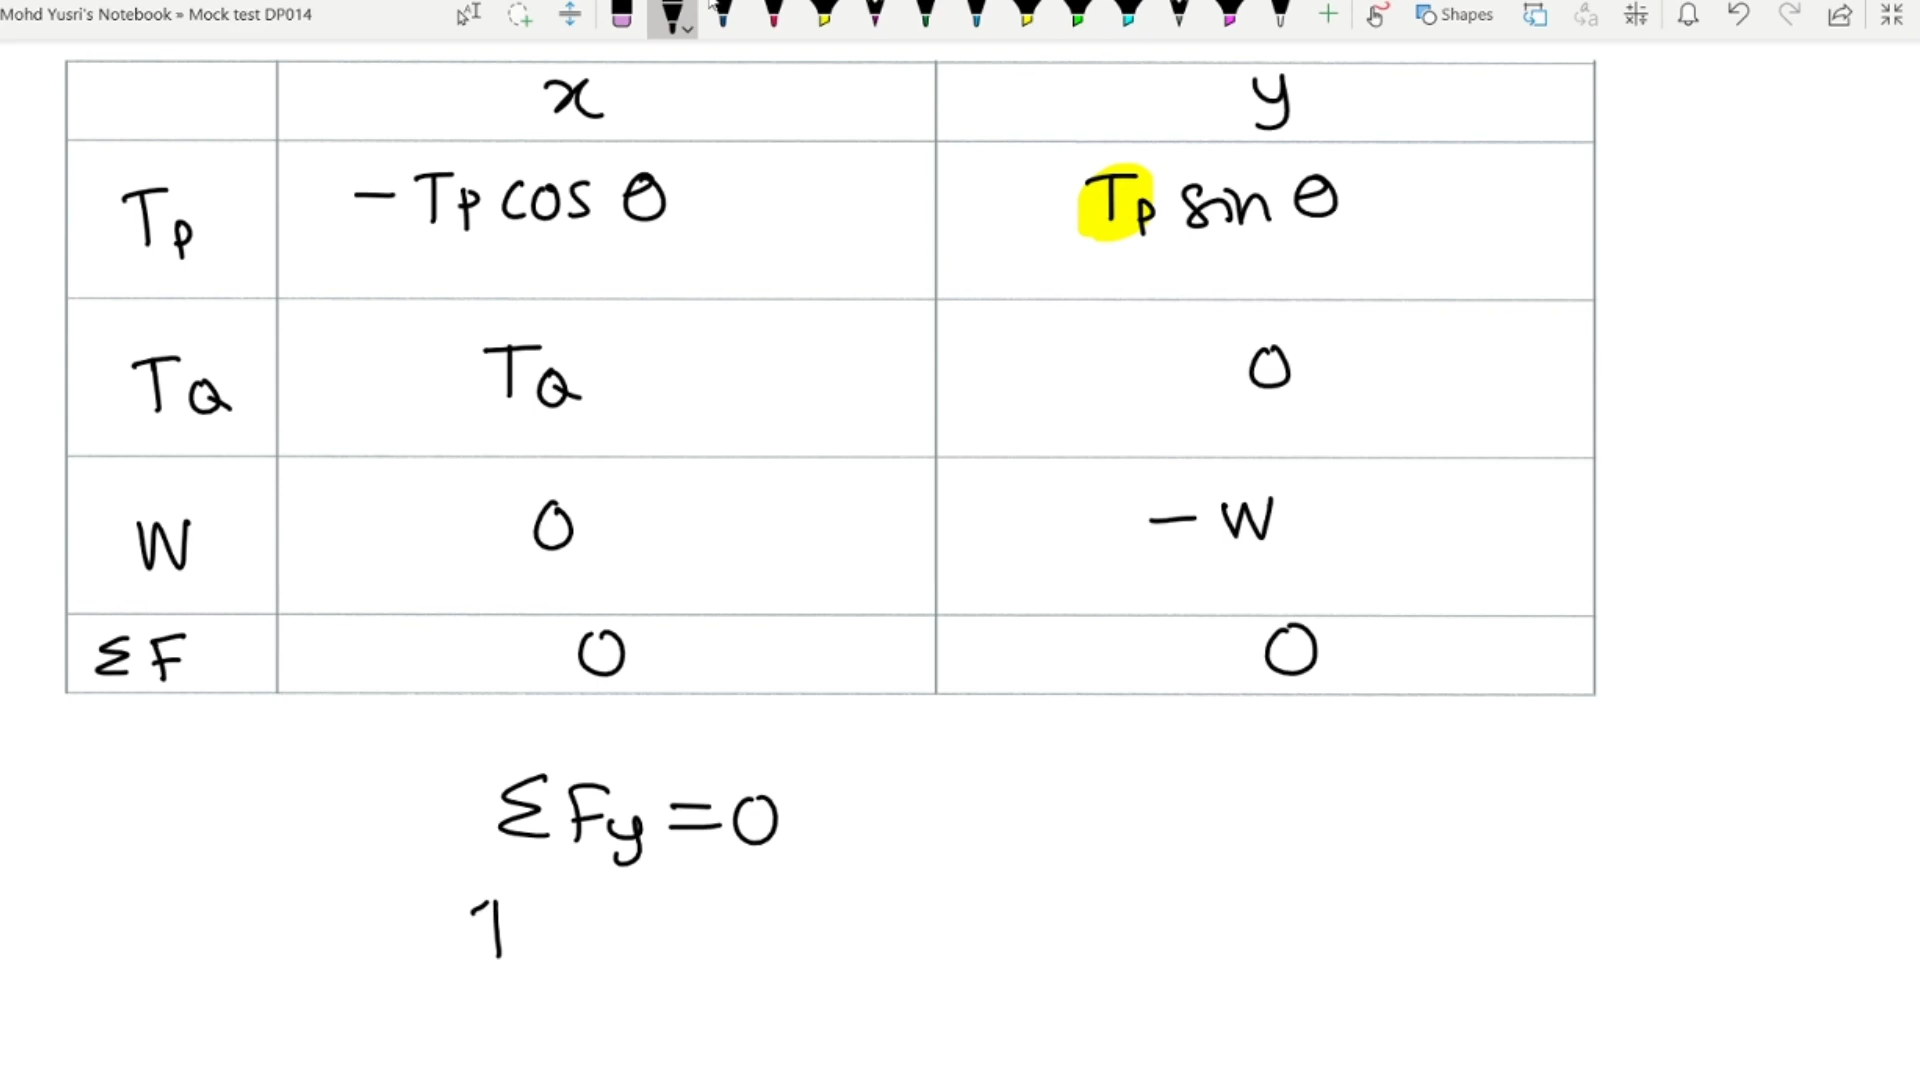 Mohd Yusri's Notebook » Mock test DP014
Shapes
x y
Tp - Tp cos θ Tp sin θ
TQ TQ 0
W 0 - W
ΣF 0 0
ΣFy = 0